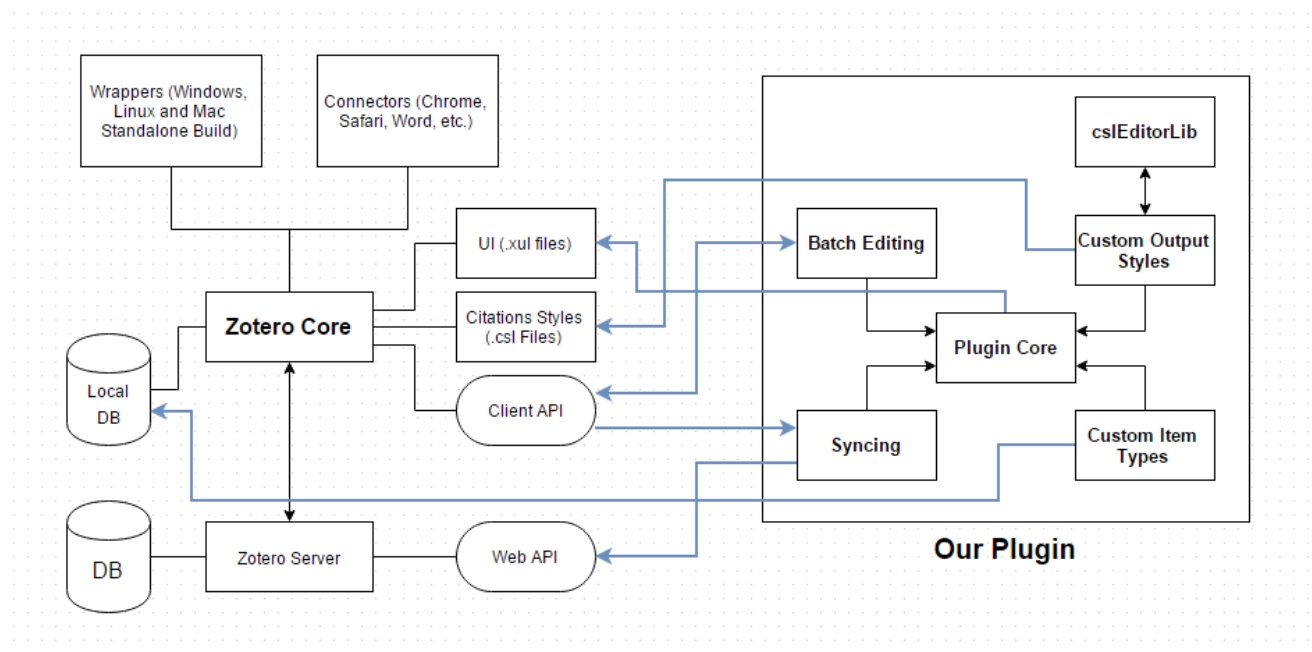 Wrappers (Windows,
Linux and Mac
Standalone Build)
Connectors (Chrome,
Safari, Word, etc.)
cslEditorLib
UI (.xul files)
Batch Editing
Custom Output
Styles
Zotero Core
Citations Styles
(.csl Files)
Plugin Core
Local
DB
Client API
Syncing
Custom Item
Types
DB
Zotero Server
Web API
Our Plugin